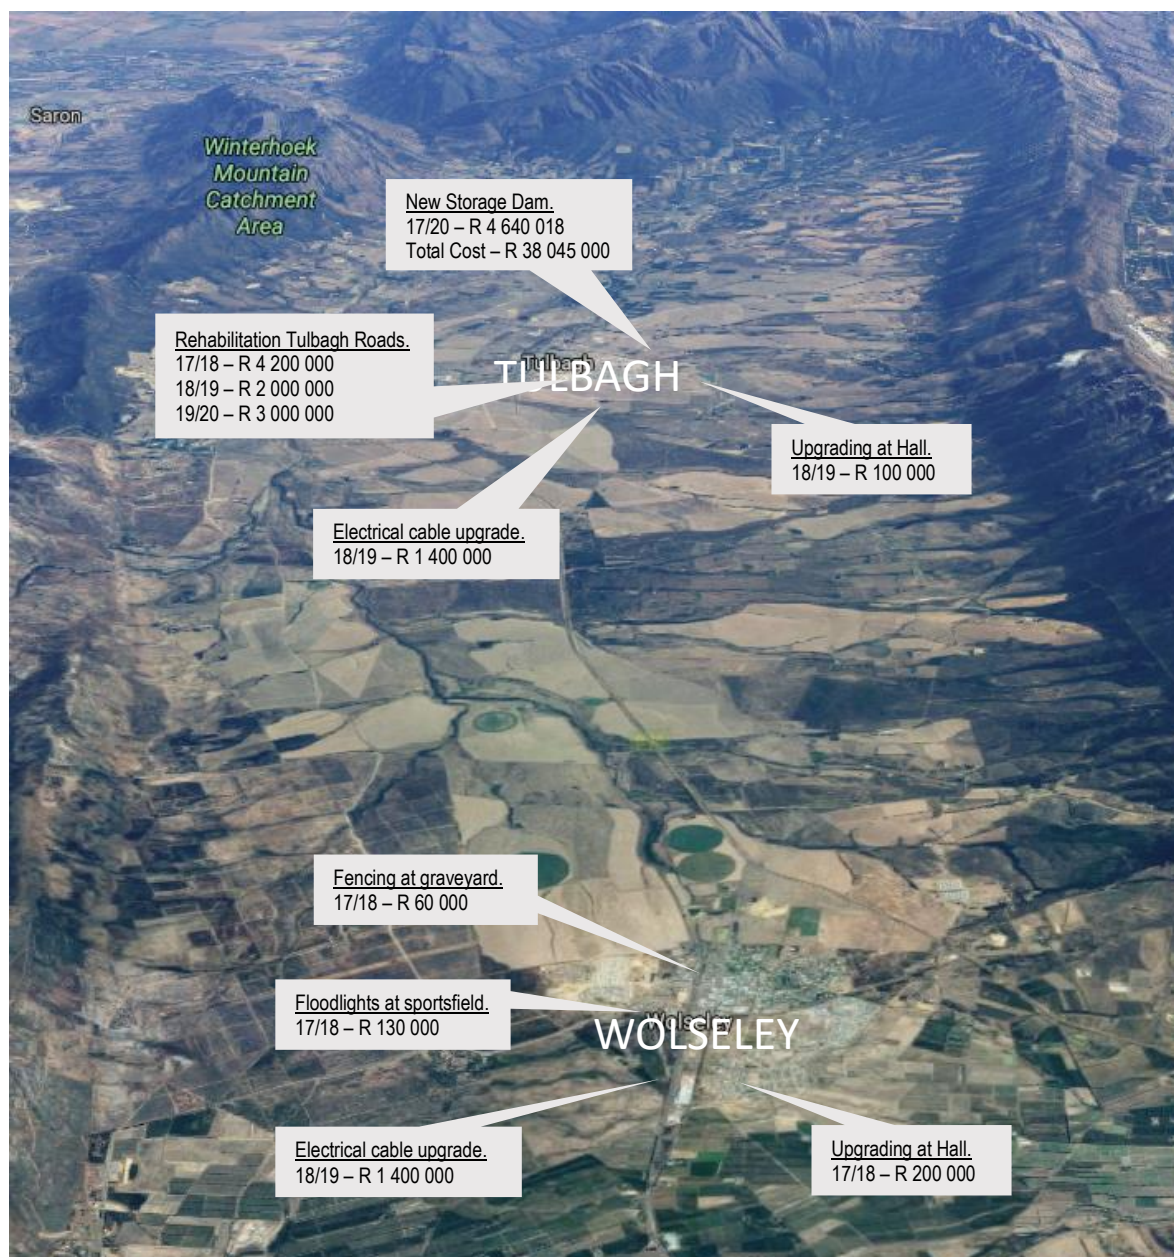 Saron
Winterhoek
Mountain
Catchment
Area
New Storage Dam.
17/20 – R 4 640 018
Total Cost – R 38 045 000
Rehabilitation Tulbagh Roads.
17/18 – R 4 200 000
18/19 – R 2 000 000
19/20 – R 3 000 000
Tulbagh
TULBAGH
Upgrading at Hall.
18/19 – R 100 000
Electrical cable upgrade.
18/19 – R 1 400 000
Fencing at graveyard.
17/18 – R 60 000
Floodlights at sportsfield.
17/18 – R 130 000
Wolseley
WOLSELEY
Electrical cable upgrade.
18/19 – R 1 400 000
Upgrading at Hall.
17/18 – R 200 000